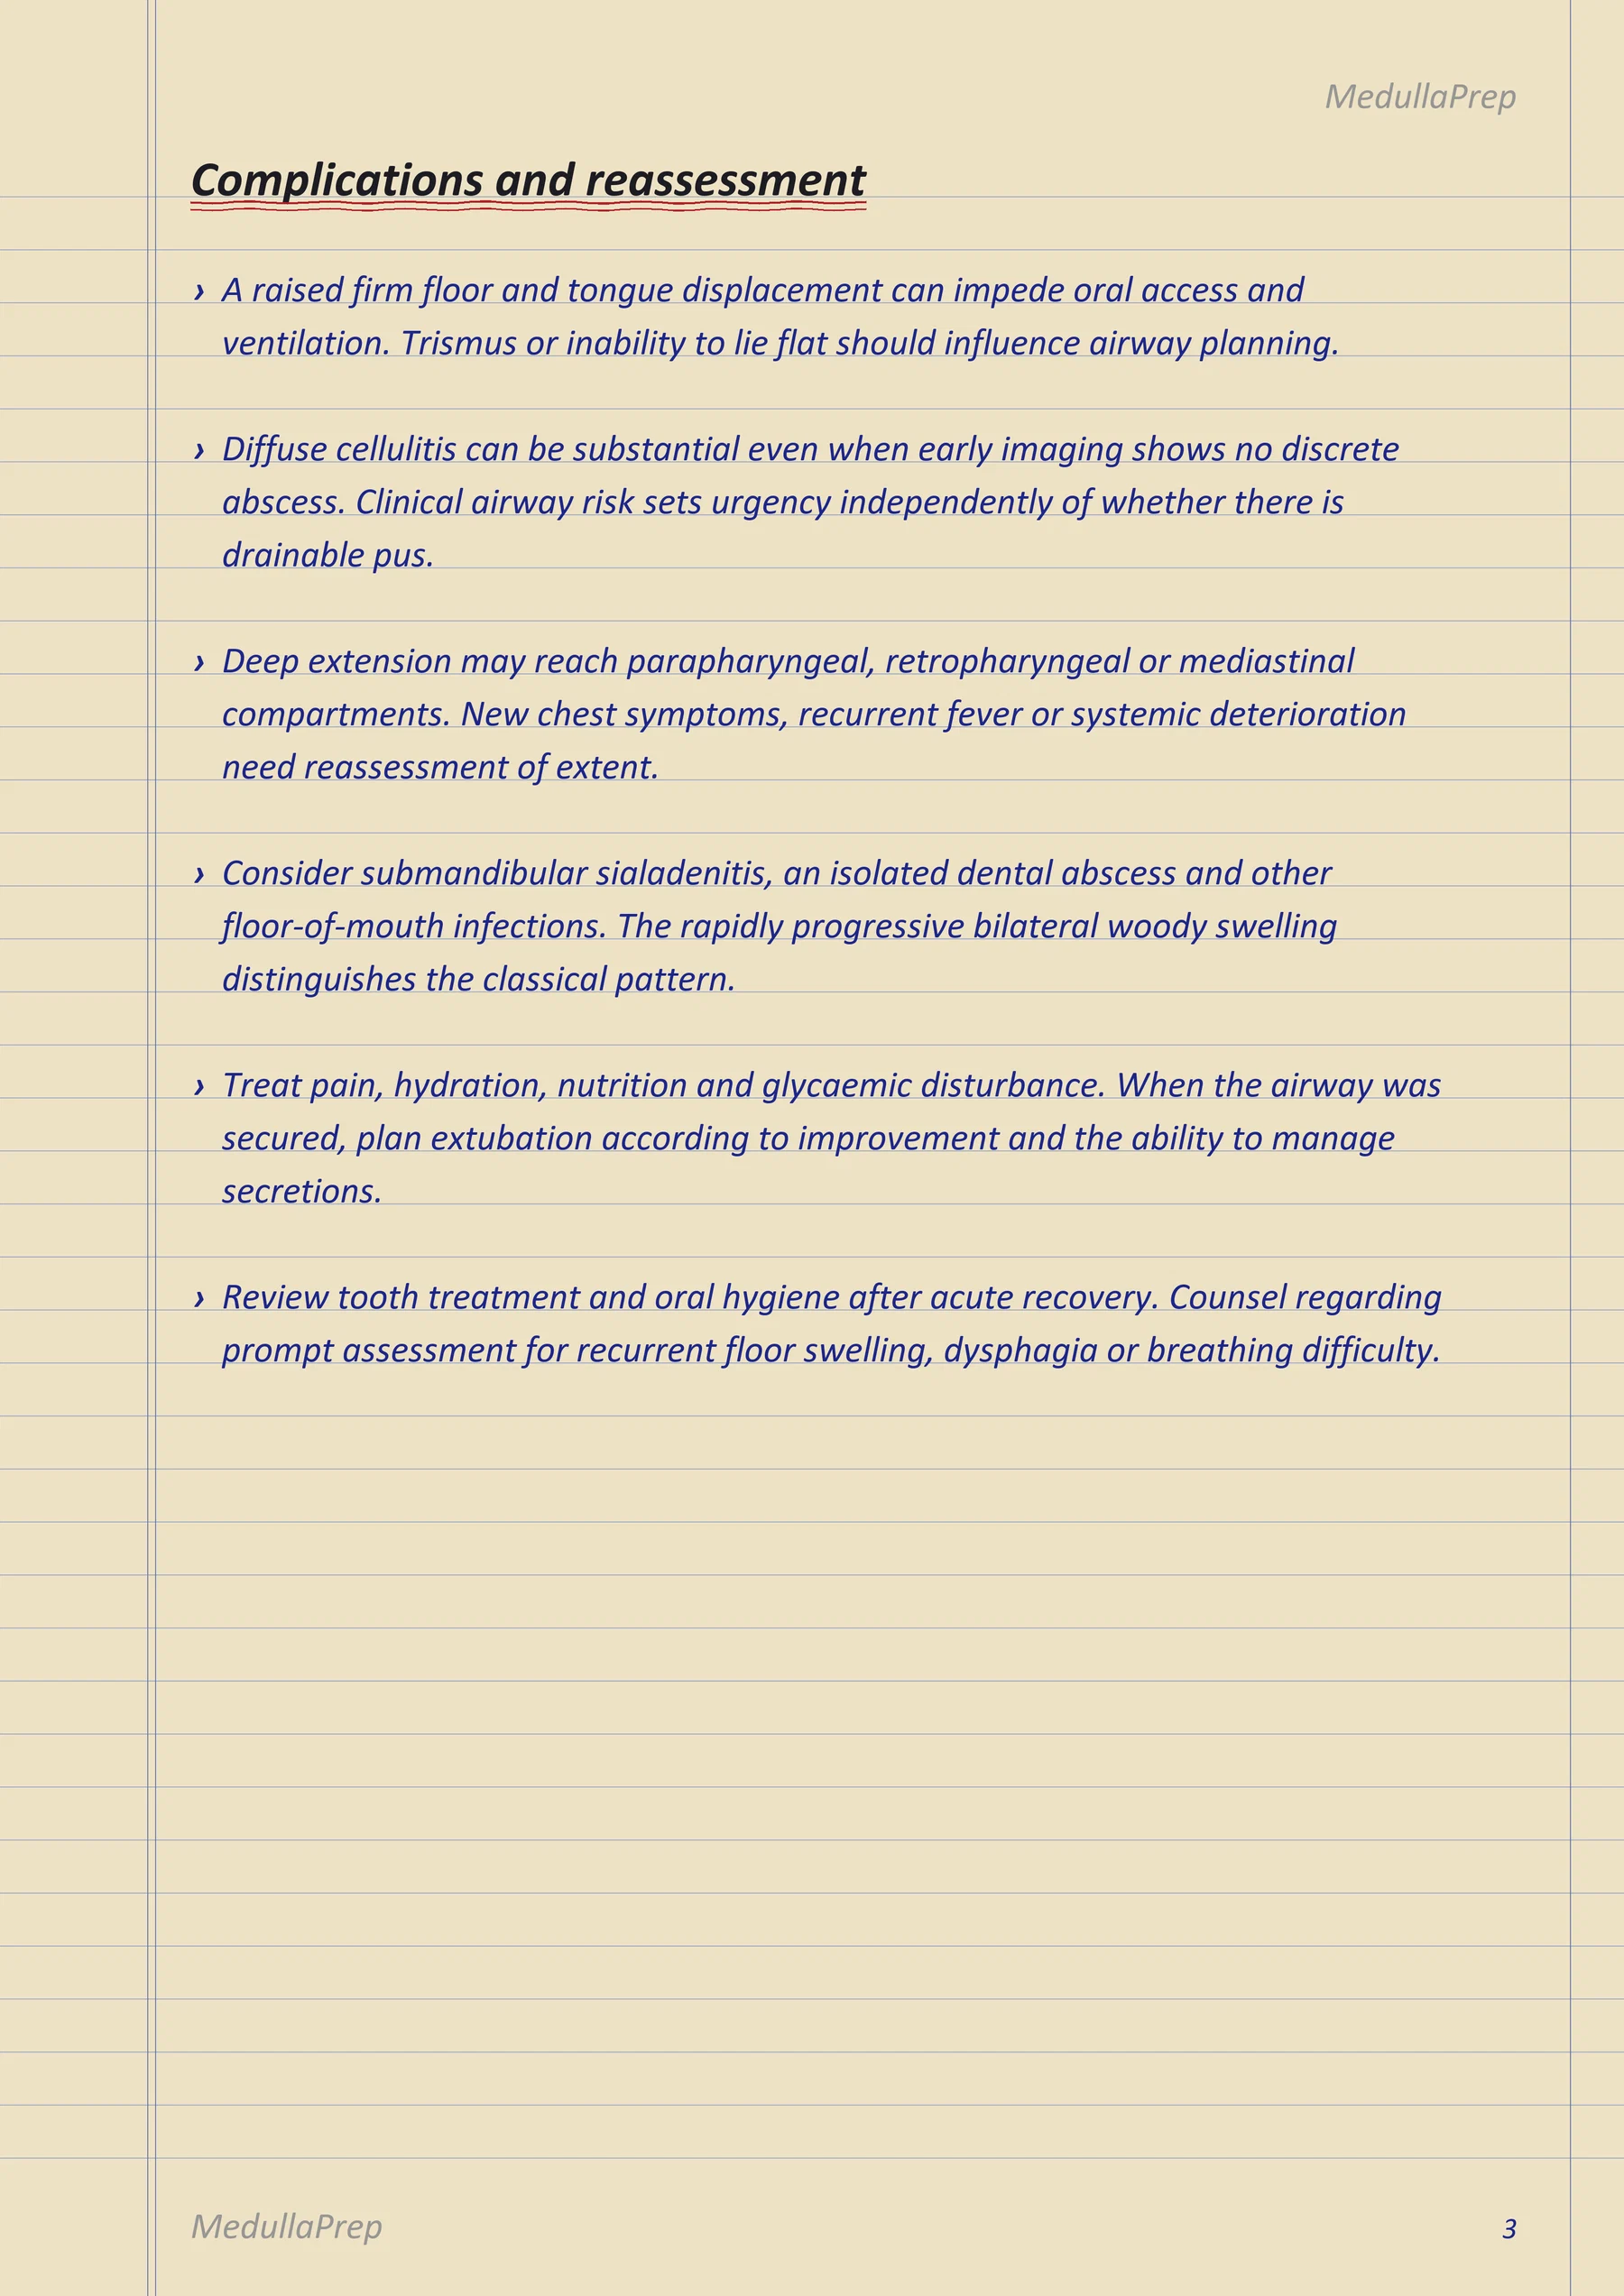 MedullaPrep
Complications and reassessment
› A raised firm floor and tongue displacement can impede oral access and
ventilation. Trismus or inability to lie flat should influence airway planning.
› Diffuse cellulitis can be substantial even when early imaging shows no discrete
abscess. Clinical airway risk sets urgency independently of whether there is
drainable pus.
› Deep extension may reach parapharyngeal, retropharyngeal or mediastinal
compartments. New chest symptoms, recurrent fever or systemic deterioration
need reassessment of extent.
› Consider submandibular sialadenitis, an isolated dental abscess and other
floor-of-mouth infections. The rapidly progressive bilateral woody swelling
distinguishes the classical pattern.
› Treat pain, hydration, nutrition and glycaemic disturbance. When the airway was
secured, plan extubation according to improvement and the ability to manage
secretions.
› Review tooth treatment and oral hygiene after acute recovery. Counsel regarding
prompt assessment for recurrent floor swelling, dysphagia or breathing difficulty.
MedullaPrep
3